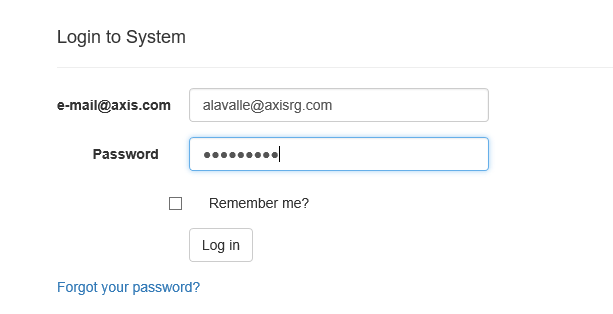 Login to System
e-mail@axis.com alavalle@axisrg.com
Password ●●●●●●●●●
Remember me?
Log in
Forgot your password?